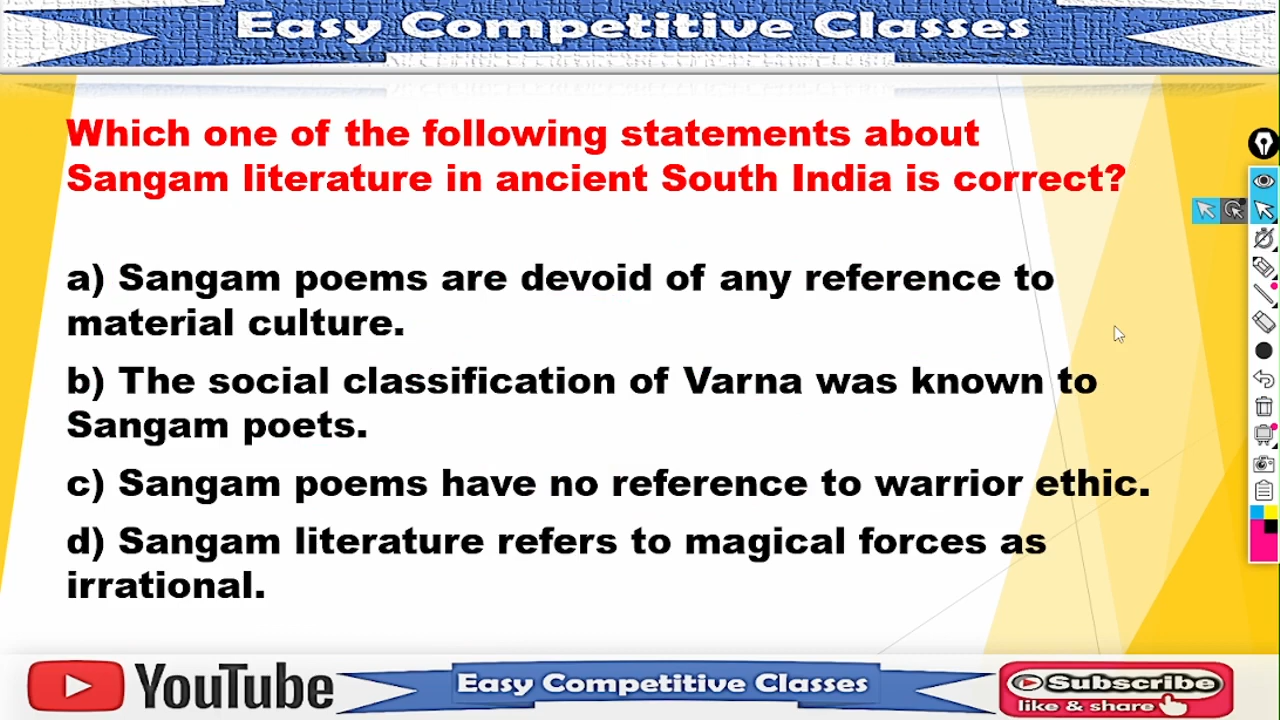 Easy Competitive Classes
Which one of the following statements about
Sangam literature in ancient South India is correct?
a) Sangam poems are devoid of any reference to
material culture.
b) The social classification of Varna was known to
Sangam poets.
c) Sangam poems have no reference to warrior ethic.
d) Sangam literature refers to magical forces as
irrational.
YouTube
Easy Competitive Classes
Subscribe
like & share